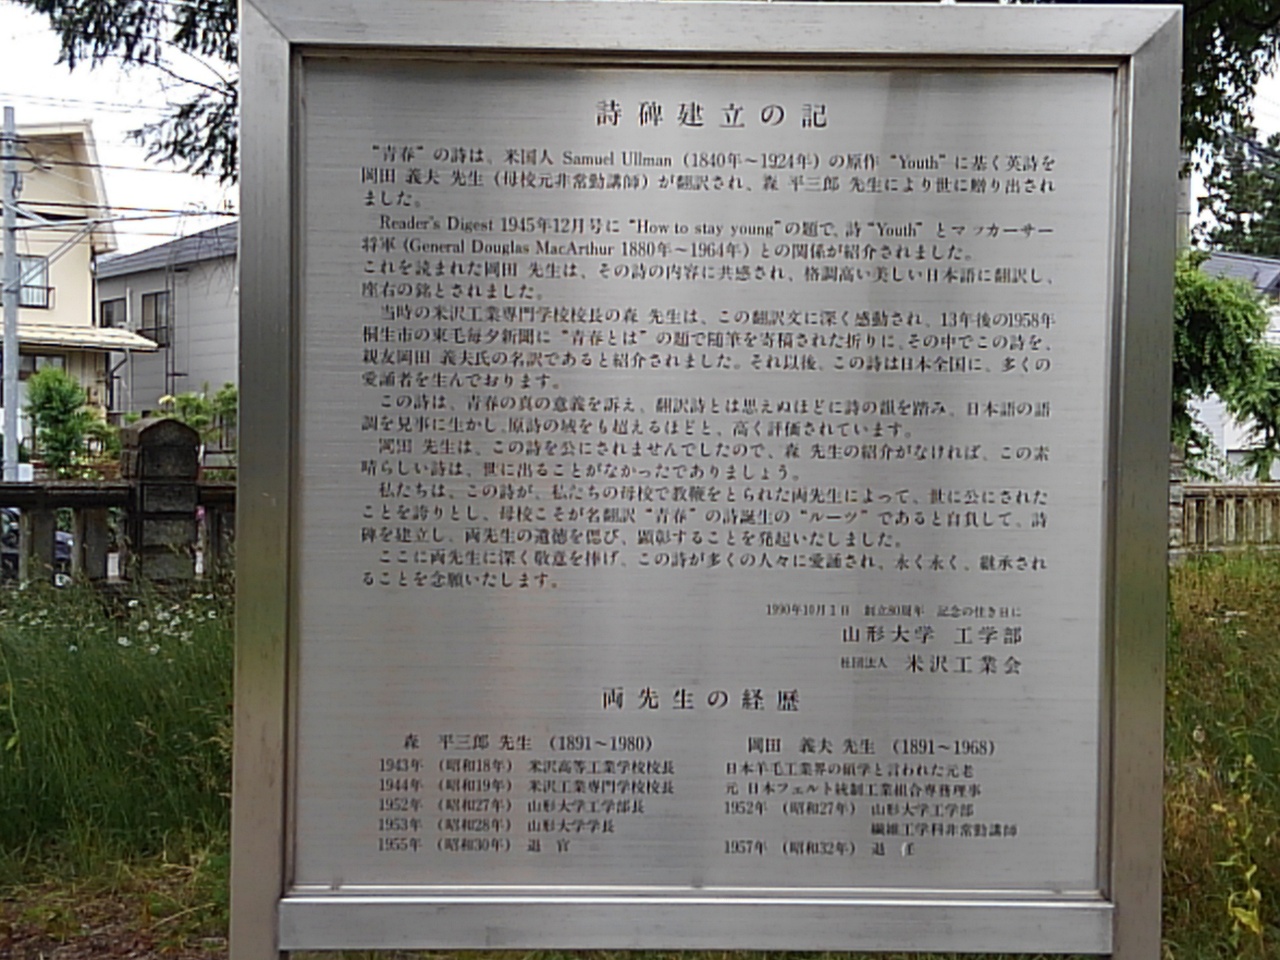 詩碑建立の記
"青春"の詩は、米国人 Samuel Ullman (1840年〜1924年) の原作 "Youth" に基く英詩を
岡田 義夫 先生 (母校元非常勤講師) が翻訳され、森 平三郎 先生により世に贈り出され
ました。
Reader's Digest 1945年12月号に "How to stay young" の題で、詩 "Youth" とマッカーサー
将軍 (General Douglas MacArthur 1880年〜1964年) との関係が紹介されました。
これを読まれた岡田 先生は、その詩の内容に共感され、格調高い美しい日本語に翻訳し、
座右の銘とされました。
当時の米沢工業専門学校校長の森 先生は、この翻訳文に深く感動され、13年後の1958年
桐生市の東毛毎夕新聞に "青春とは" の題で随筆を寄稿された折りに、その中でこの詩を、
親友岡田 義夫氏の名訳であると紹介されました。それ以後、この詩は日本全国に、多くの
愛誦者を生んでおります。
この詩は、青春の真の意義を訴え、翻訳詩とは思えぬほどに詩の韻を踏み、日本語の語
調を見事に生かし、原詩の域をも超えるほどと、高く評価されています。
岡田 先生は、この詩を公にされませんでしたので、森 先生の紹介がなければ、この素
晴らしい詩は、世に出ることがなかったでありましょう。
私たちは、この詩が、私たちの母校で教鞭をとられた両先生によって、世に公にされた
ことを誇りとし、母校こそが名翻訳 "青春" の詩誕生の "ルーツ" であると自負して、詩
碑を建立し、両先生の遺徳を偲び、顕彰することを発起いたしました。
ここに両先生に深く敬意を捧げ、この詩が多くの人々に愛誦され、永く永く、継承され
ることを念願いたします。
1990年10月1日 創立80周年 記念の佳き日に
山形大学 工学部
社団法人 米沢工業会
両先生の経歴
森 平三郎 先生 (1891〜1980)
1943年 (昭和18年) 米沢高等工業学校校長
1944年 (昭和19年) 米沢工業専門学校校長
1952年 (昭和27年) 山形大学工学部長
1953年 (昭和28年) 山形大学学長
1955年 (昭和30年) 退 官
岡田 義夫 先生 (1891〜1968)
日本羊毛工業界の碩学と言われた元老
元 日本フェルト統制工業組合専務理事
1952年 (昭和27年) 山形大学工学部
繊維工学科非常勤講師
1957年 (昭和32年) 退 任